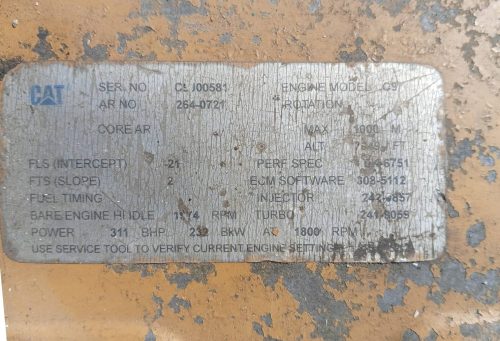 CAT SER. NO ENGINE MODEL C9
AR NO 254-0721 ROTATION
CORE AR MAX M
ALT FT
FLS (INTERCEPT) -21 PERF SPEC
FTS (SLOPE) 2 ECM SOFTWARE 308-5112
FUEL TIMING INJECTOR
BARE ENGINE HI IDLE RPM TURBO
POWER 311 BHP 232 BkW AT 1800 RPM
USE SERVICE TOOL TO VERIFY CURRENT ENGINE SETTINGS